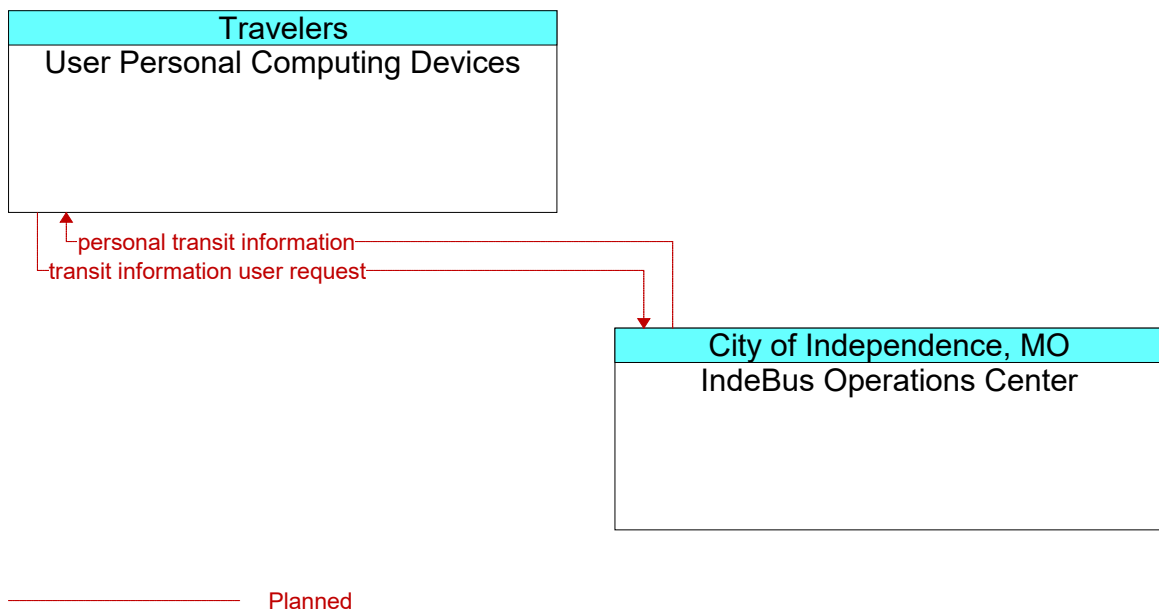 Travelers
User Personal Computing Devices
personal transit information
transit information user request
City of Independence, MO
IndeBus Operations Center
Planned